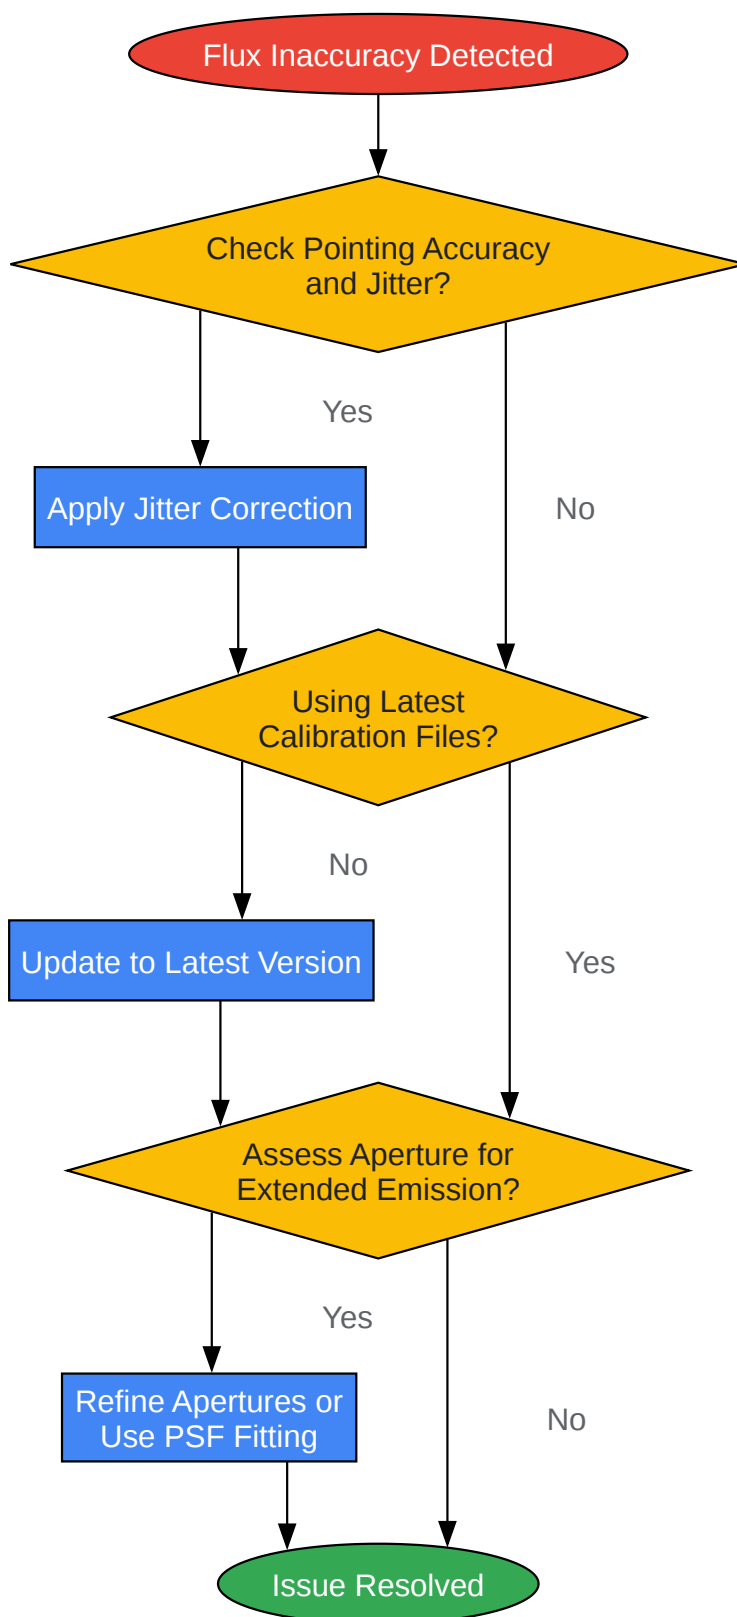 Flux Inaccuracy Detected
Check Pointing Accuracy
and Jitter?
Yes
Apply Jitter Correction
No
Using Latest
Calibration Files?
No
Update to Latest Version
Yes
Assess Aperture for
Extended Emission?
Yes
Refine Apertures or
Use PSF Fitting
No
Issue Resolved